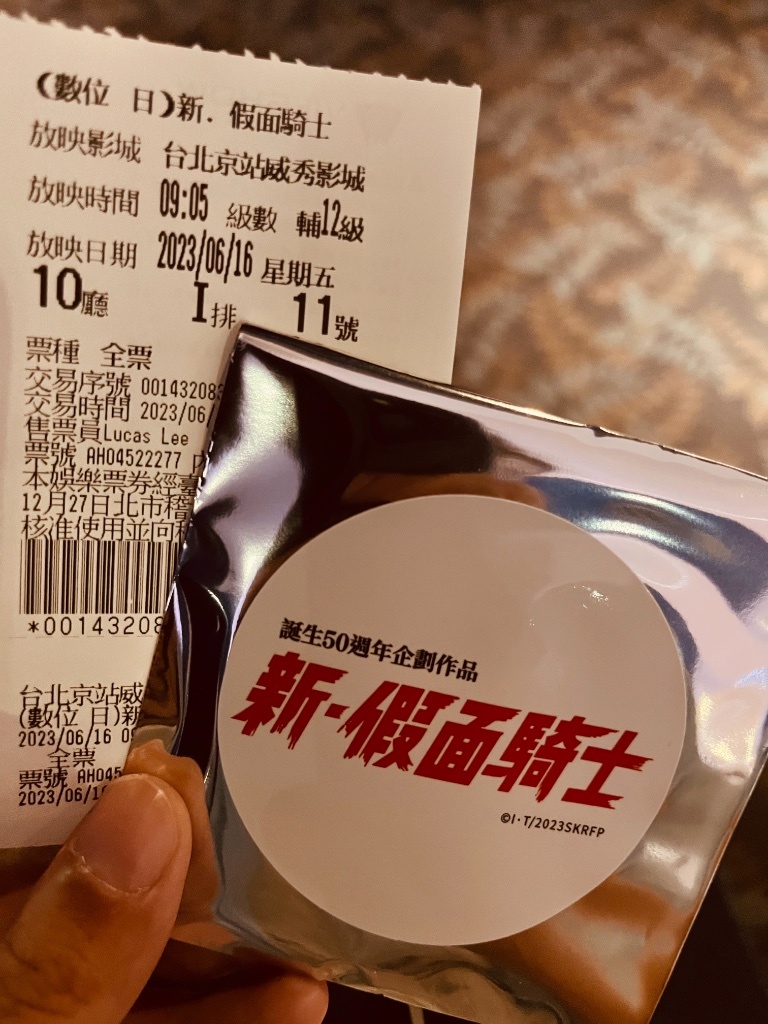 (數位 日)新．假面騎士
放映影城 台北京站威秀影城
放映時間 09:05 級數 輔12級
放映日期 2023/06/16 星期五
10廳 I排 11號
票種 全票
交易序號 00143208
交易時間 2023/06/
售票員Lucas Lee
票號 AH04522277
本娛樂票券經臺
12月27日北市稽
核准使用並向
*00143208
台北京站威
(數位 日)新
2023/06/16 09
全票
票號 AH045
2023/06/16
誕生50週年企劃作品
新·假面騎士
©I·T/2023SKRFP